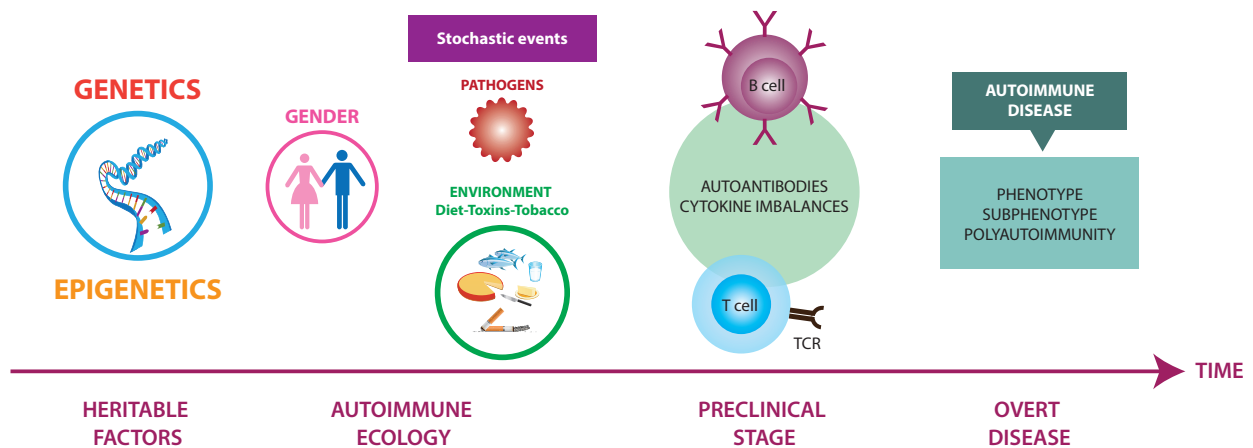 GENETICS
EPIGENETICS
GENDER
Stochastic events
PATHOGENS
ENVIRONMENT
Diet-Toxins-Tobacco
B cell
AUTOANTIBODIES
CYTOKINE IMBALANCES
T cell
TCR
AUTOIMMUNE
DISEASE
PHENOTYPE
SUBPHENOTYPE
POLYAUTOIMMUNITY
TIME
HERITABLE
FACTORS
AUTOIMMUNE
ECOLOGY
PRECLINICAL
STAGE
OVERT
DISEASE